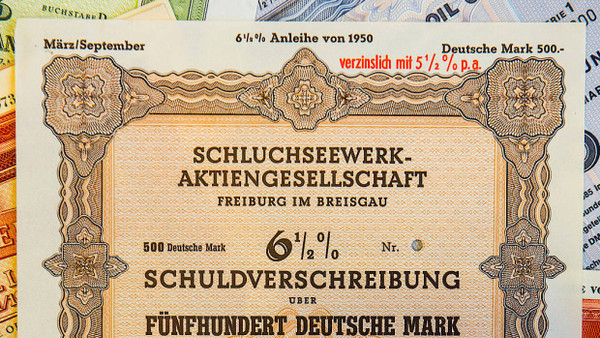 BUCHSTABE D
März/September
6½% Anleihe von 1950
Deutsche Mark 500.-
verzinslich mit 5½% p.a.
SCHLUCHSEEWERK-
AKTIENGESELLSCHAFT
FREIBURG IM BREISGAU
500 Deutsche Mark
6½%
Nr.
SCHULDVERSCHREIBUNG
ÜBER
FÜNFHUNDERT DEUTSCHE MARK